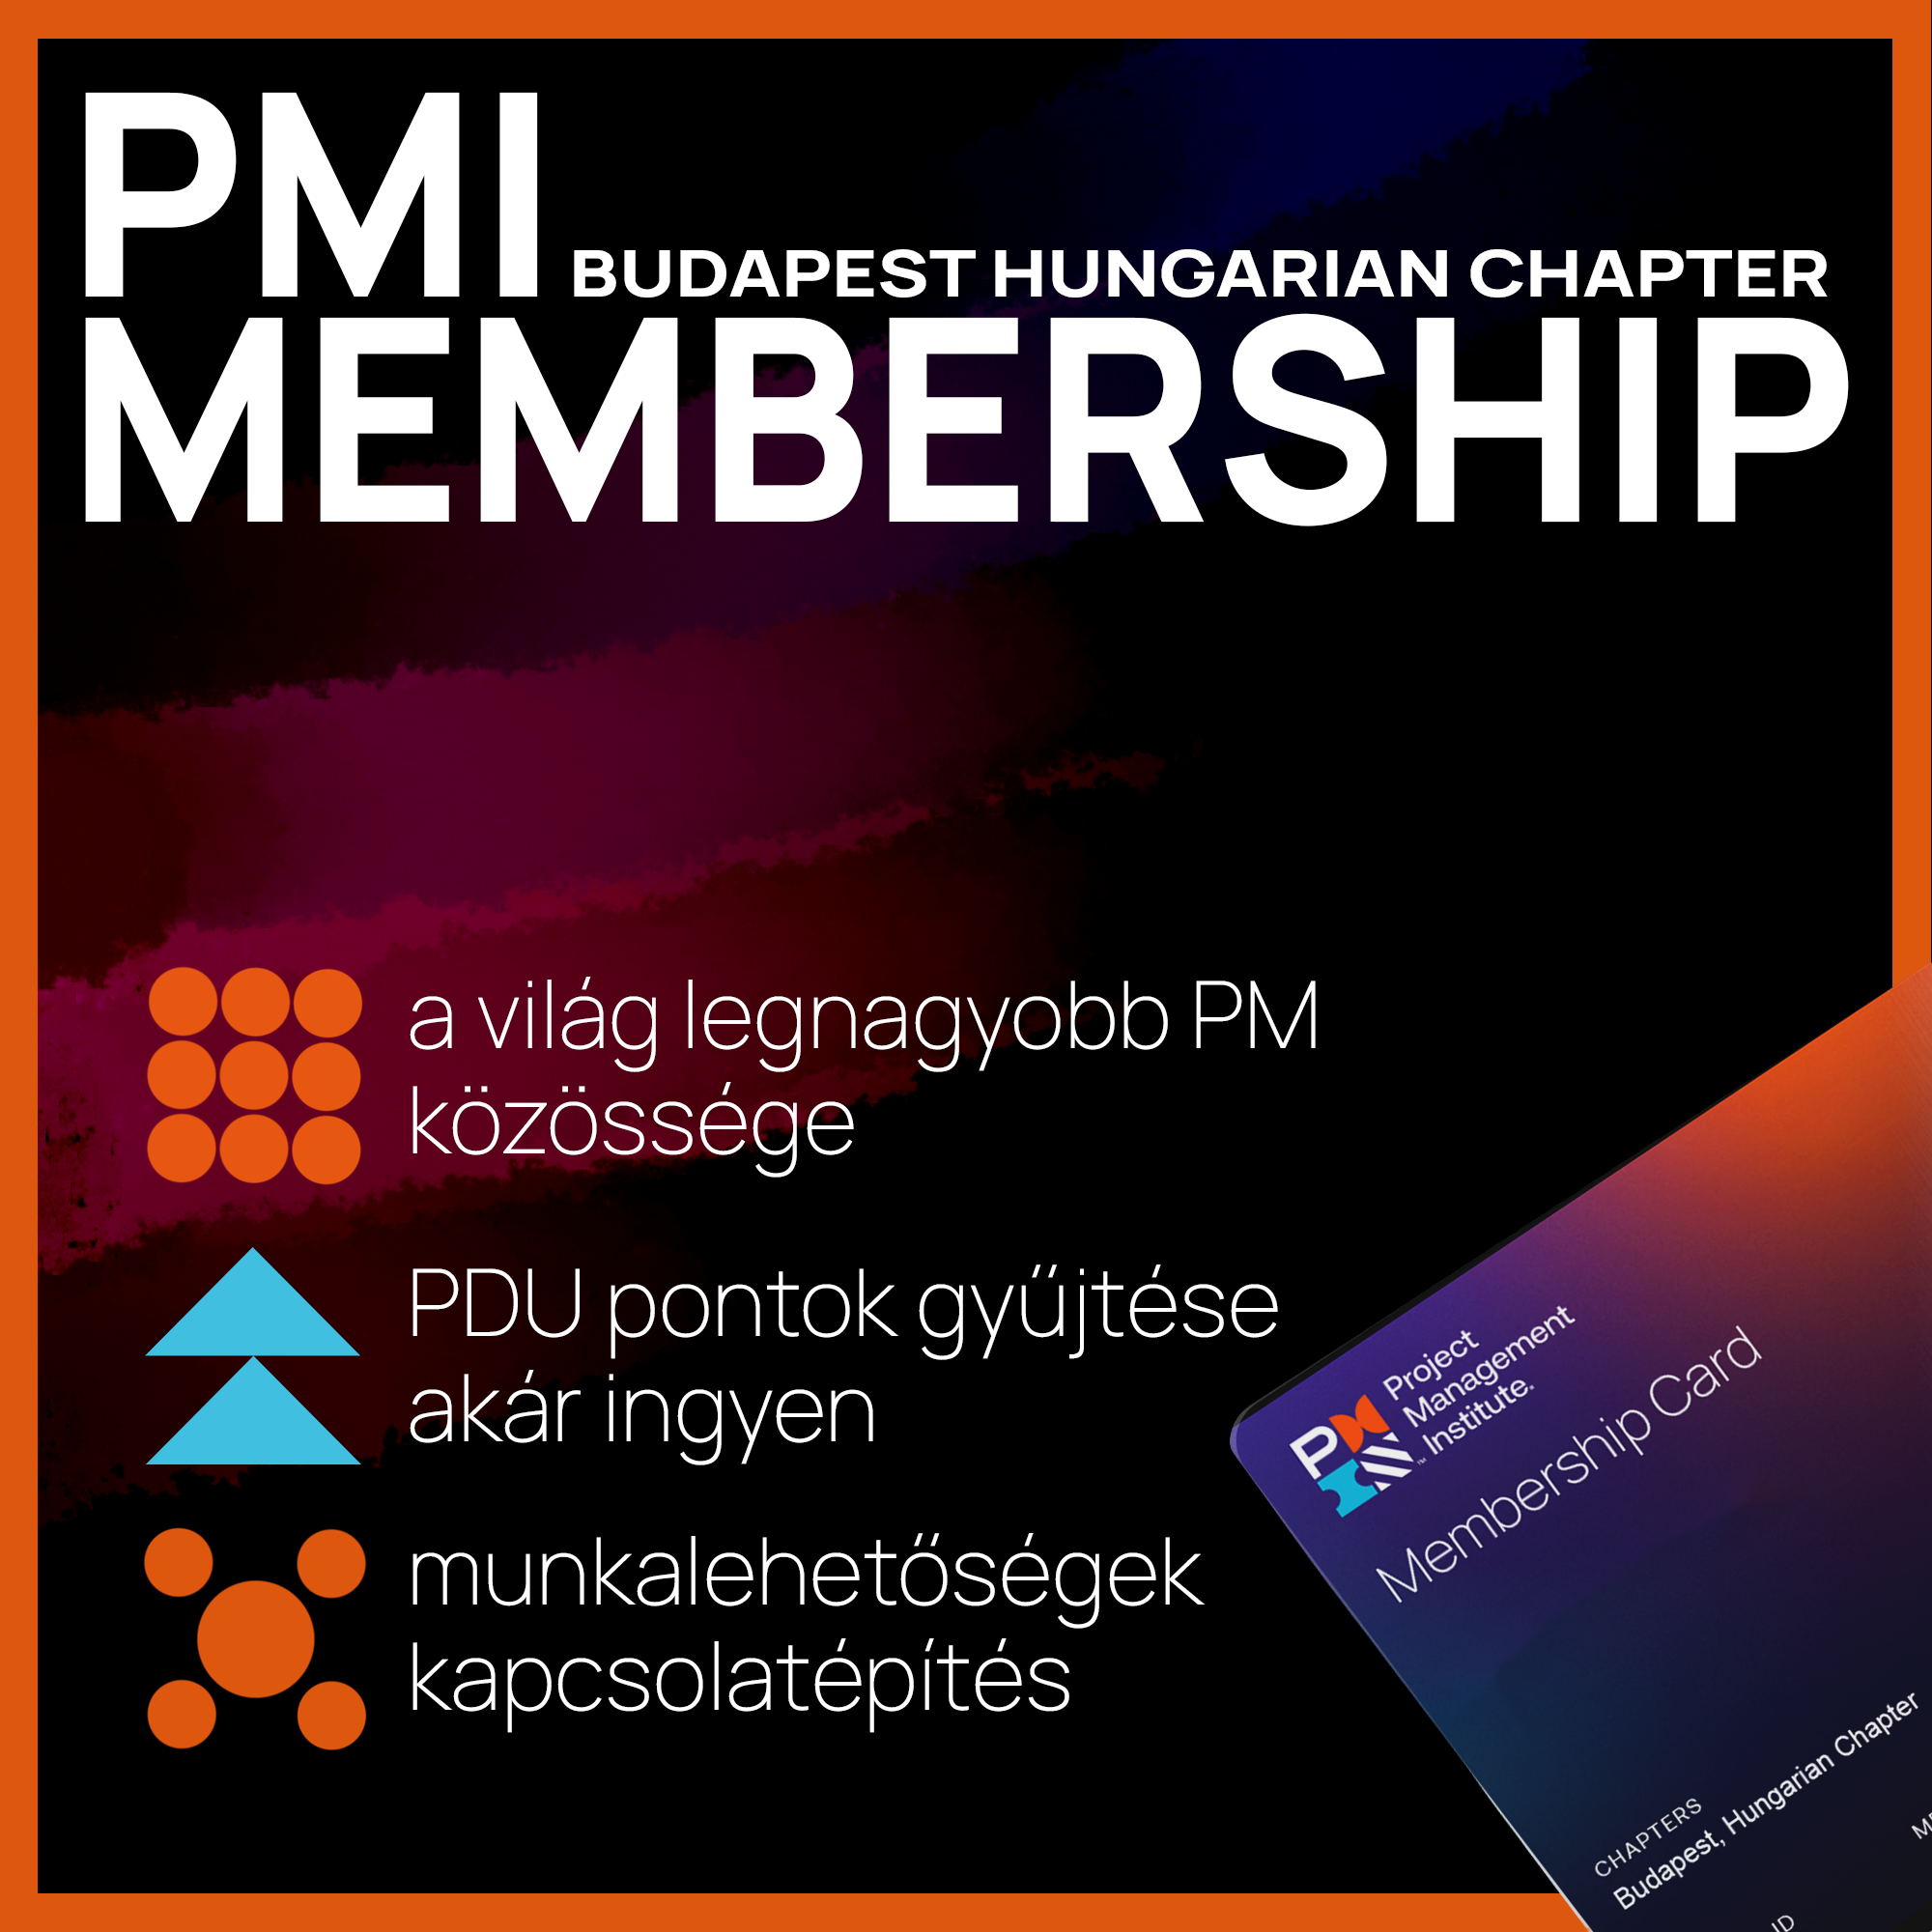 PMI BUDAPEST HUNGARIAN CHAPTER
MEMBERSHIP
a világ legnagyobb PM
közössége
PDU pontok gyűjtése
akár ingyen
munkalehetőségek
kapcsolatépítés
Project
Management
Institute.
Membership Card
CHAPTERS
Budapest, Hungarian Chapter
ID